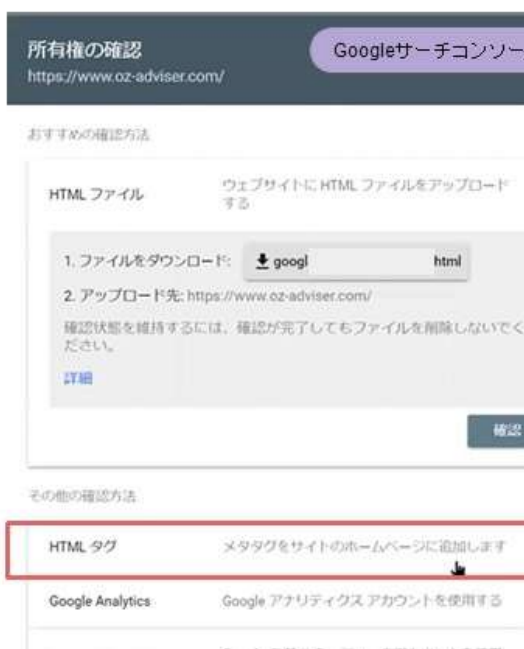 所有権の確認
Googleサーチコンソー
https://www.oz-adviser.com/
おすすめの確認方法
HTML ファイル
ウェブサイトに HTML ファイルをアップロード
する
1. ファイルをダウンロード:
googl
html
2. アップロード先: https://www.oz-adviser.com/
確認状態を維持するには、確認が完了してもファイルを削除しないでく
ださい。
詳細
確認
その他の確認方法
HTML タグ
メタタグをサイトのホームページに追加します
Google Analytics
Google アナリティクス アカウントを使用する